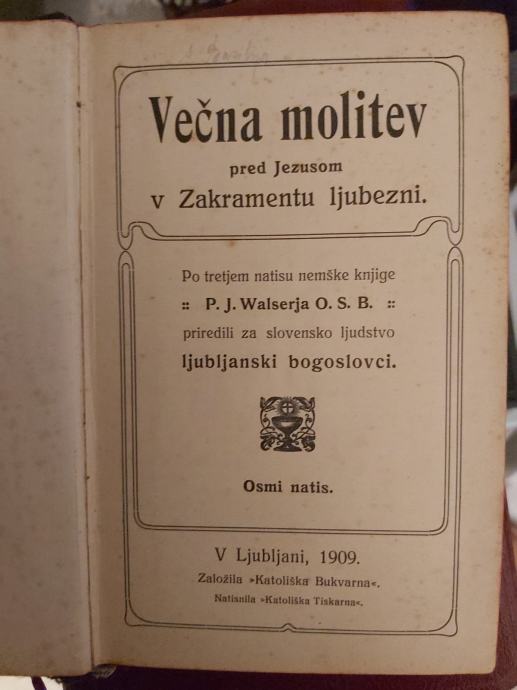 Večna molitev
pred Jezusom
v Zakramentu ljubezni.
Po tretjem natisu nemške knjige
:: P. J. Walserja O. S. B. ::
priredili za slovensko ljudstvo
ljubljanski bogoslovci.
Osmi natis.
V Ljubljani, 1909.
Založila »Katoliška Bukvarna«.
Natisnila »Katoliška Tiskarna«.